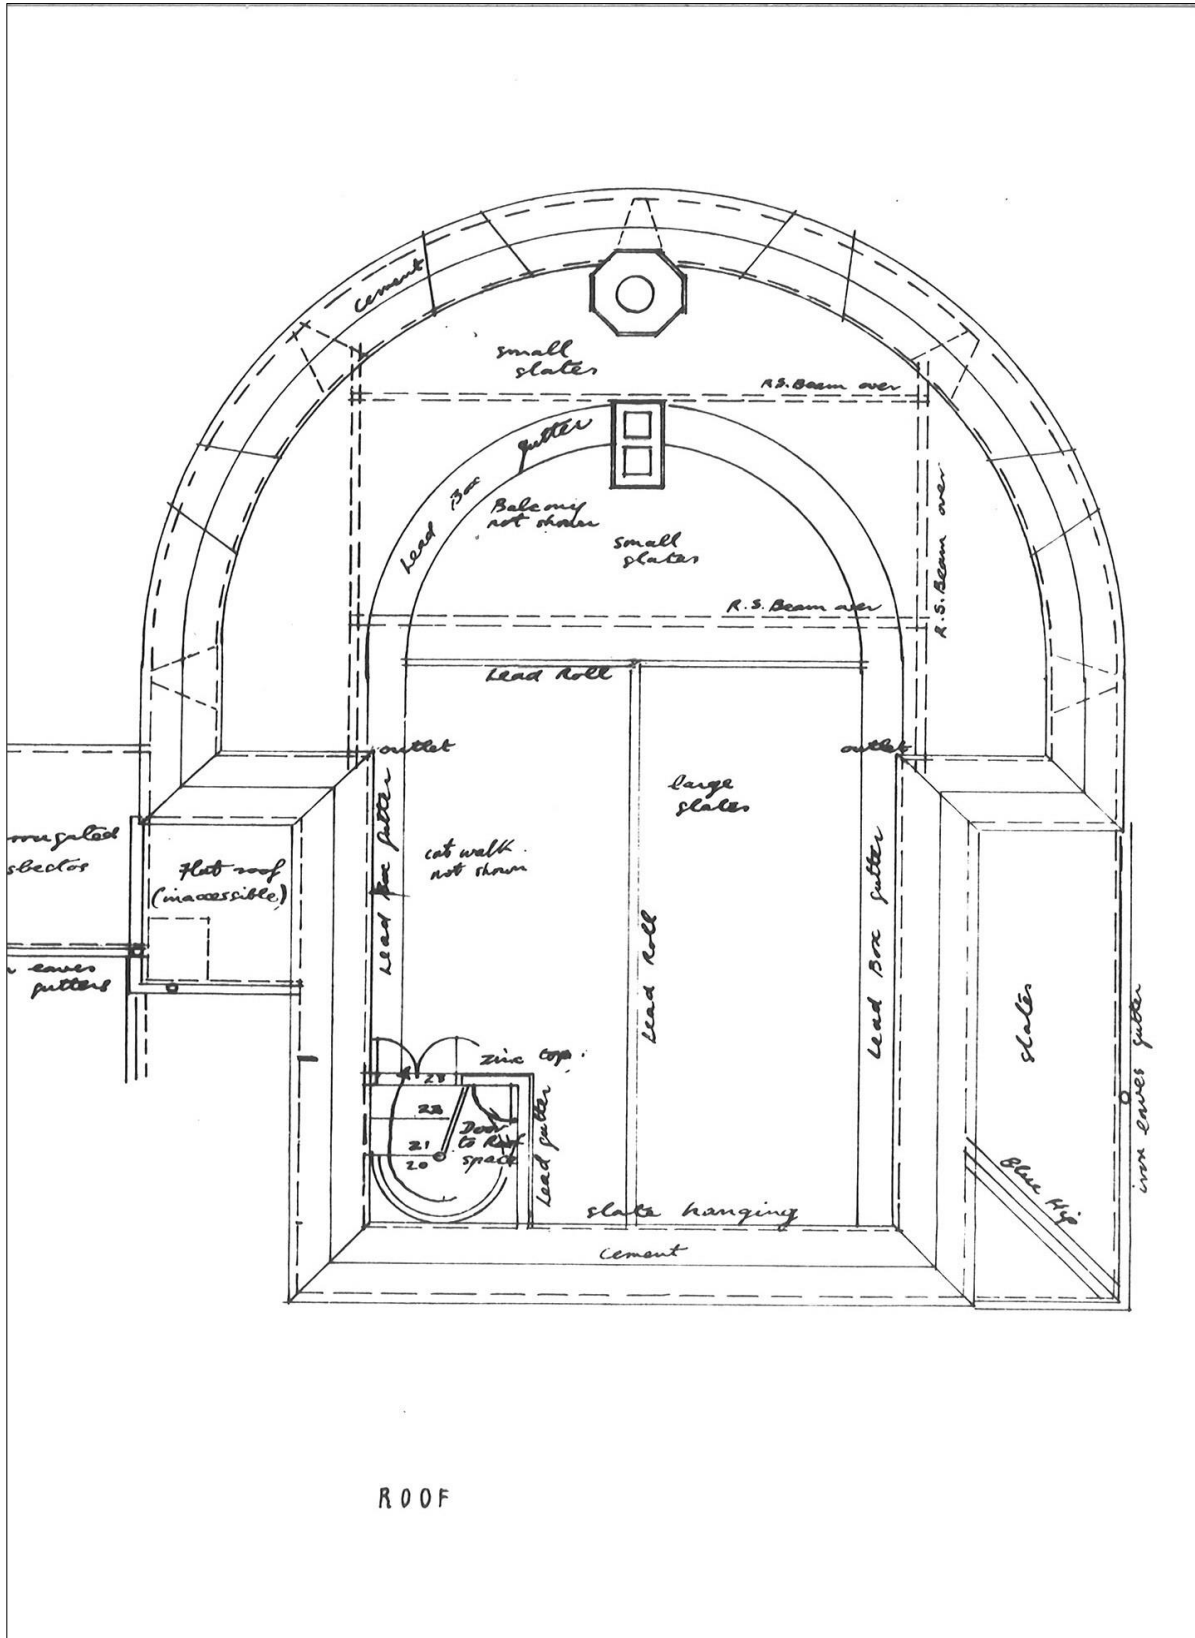 cement
small
slates
R.S. Beam over
Lead Box gutter
Balcony
not shown
small
slates
R.S. Beam over
R.S. Beam over
Lead Roll
outlet
outlet
large
slates
Lead Box gutter
cat walk.
not shown
Flat roof
(inaccessible)
eaves
gutters
Lead Roll
Lead Box gutter
slates
iron eaves gutter
zinc top.
22
21
20
Door
to Roof
space
Lead gutter
Blue Hip
slate hanging
cement
ROOF